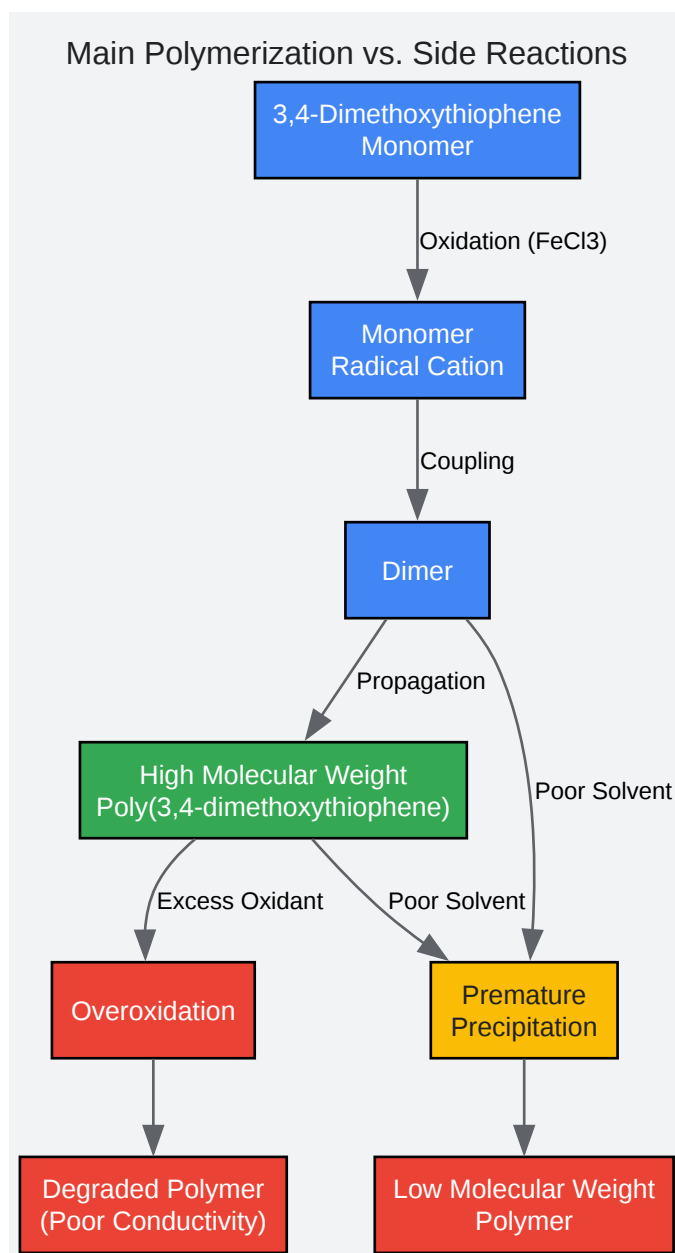 Main Polymerization vs. Side Reactions
3,4-Dimethoxythiophene
Monomer
Oxidation (FeCl3)
Monomer
Radical Cation
Coupling
Dimer
Propagation
High Molecular Weight
Poly(3,4-dimethoxythiophene)
Poor Solvent
Excess Oxidant
Poor Solvent
Overoxidation
Premature
Precipitation
Degraded Polymer
(Poor Conductivity)
Low Molecular Weight
Polymer